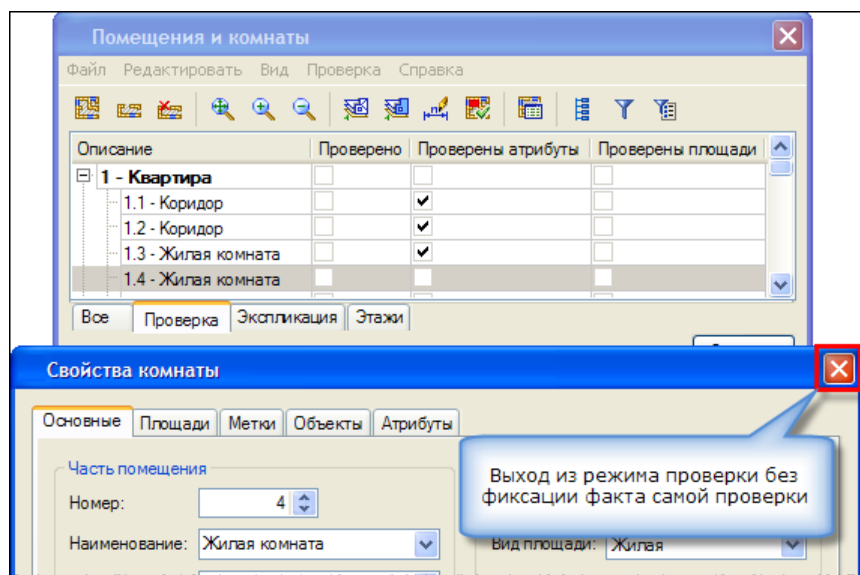 Помещения и комнаты
Файл Редактировать Вид Проверка Справка
Описание Проверено Проверены атрибуты Проверены площади
1 - Квартира
1.1 - Коридор
1.2 - Коридор
1.3 - Жилая комната
1.4 - Жилая комната
Все Проверка Экспликация Этажи
Свойства комнаты
Основные Площади Метки Объекты Атрибуты
Часть помещения
Выход из режима проверки без
фиксации факта самой проверки
Номер: 4
Наименование: Жилая комната Вид площади: Жилая